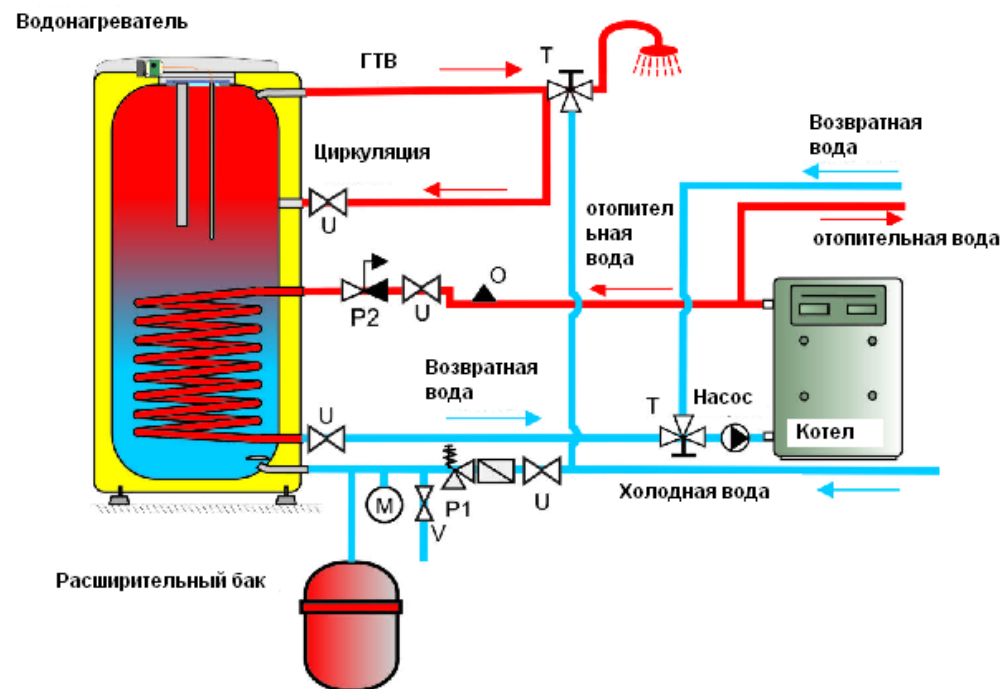 Водонагреватель
ГТВ
T
Возвратная
вода
Циркуляция
U
отопител
ьная
вода
отопительная вода
O
P2
U
Возвратная
вода
U
T
Насос
Котел
M
V
P1
U
Холодная вода
Расширительный бак